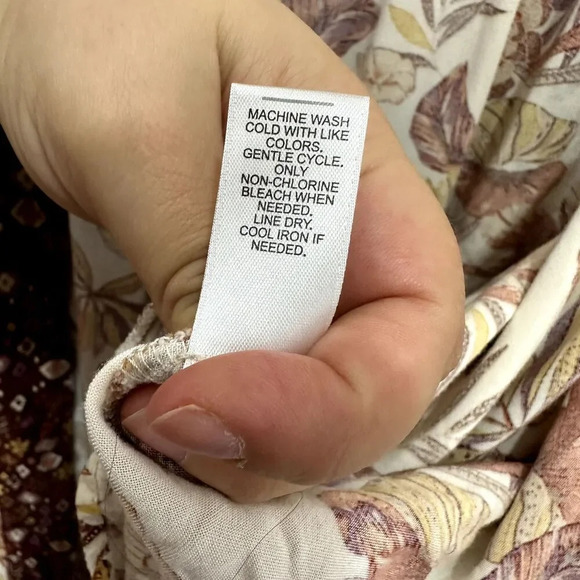 MACHINE WASH
COLD WITH LIKE
COLORS.
GENTLE CYCLE.
ONLY
NON-CHLORINE
BLEACH WHEN
NEEDED.
LINE DRY.
COOL IRON IF
NEEDED.